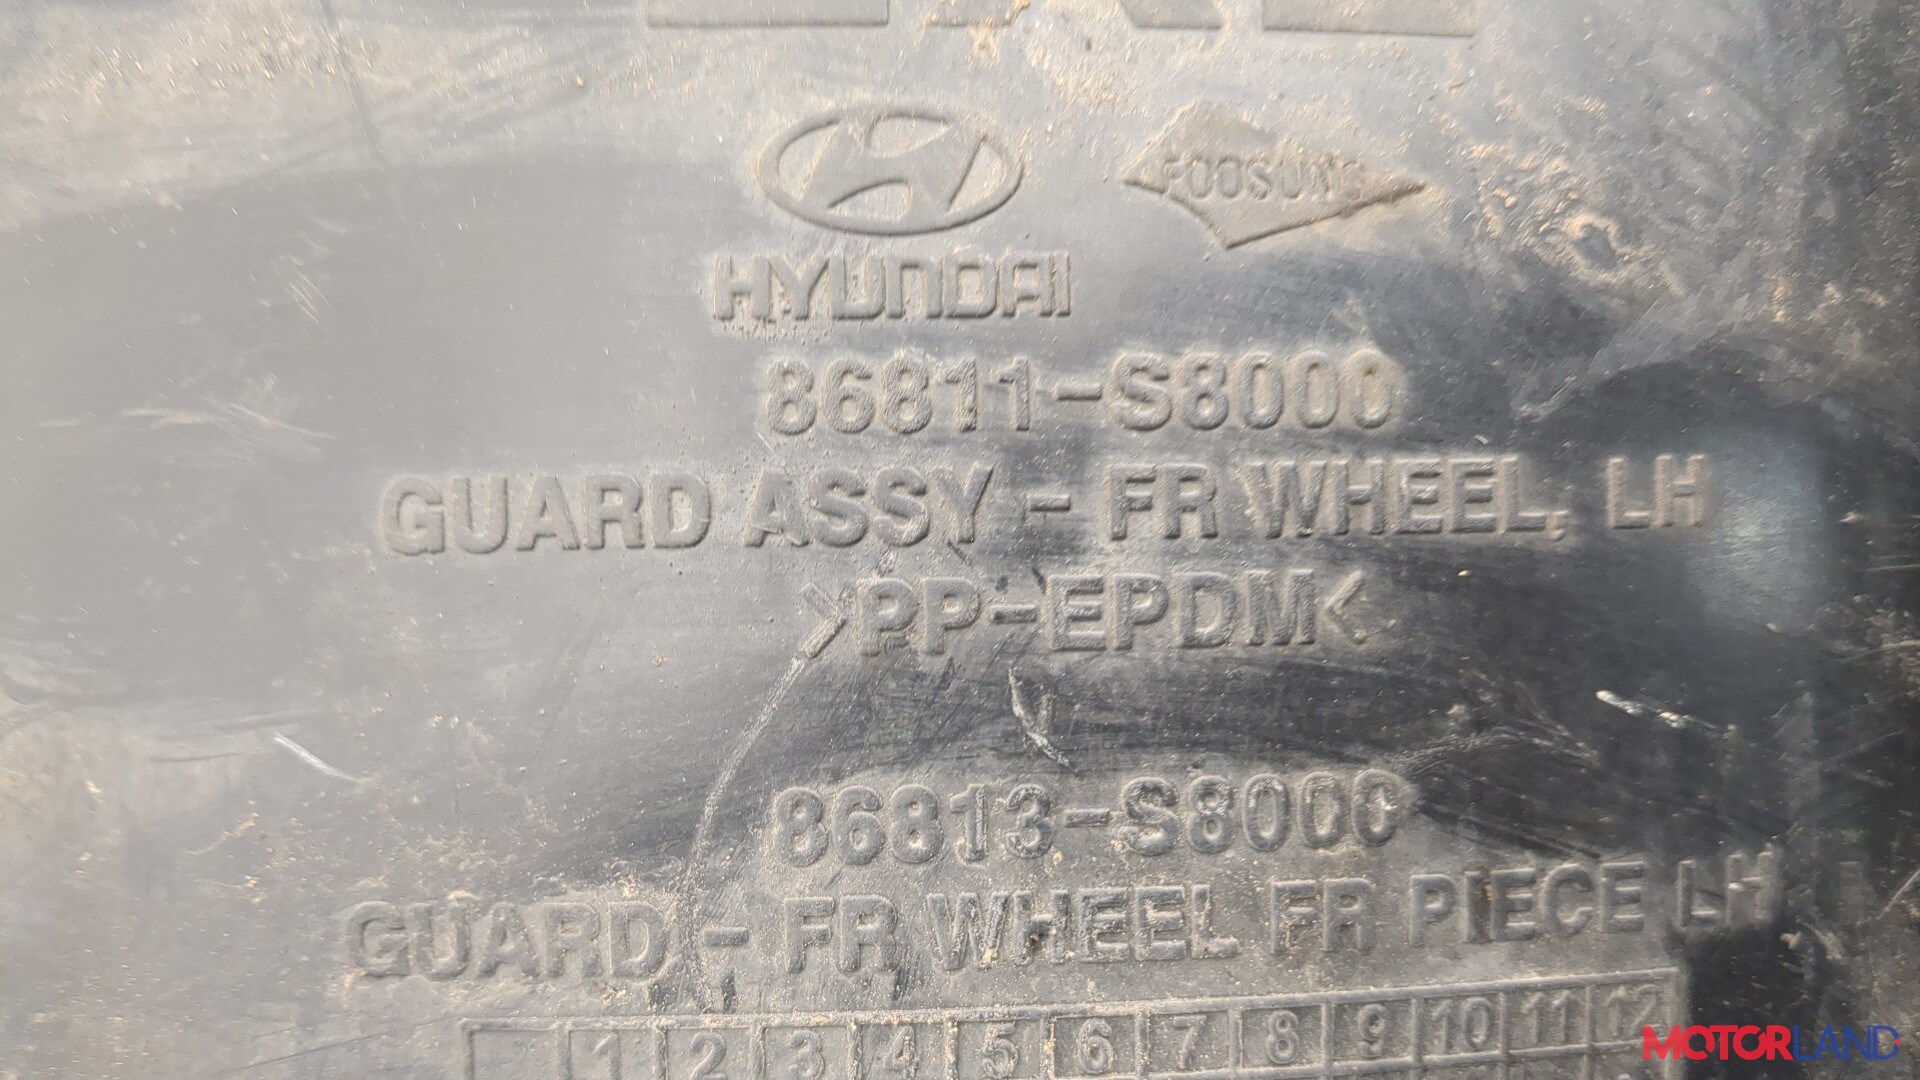 FOOSUNG
HYUNDAI
86811-S8000
GUARD ASSY - FR WHEEL, LH
>PP-EPDM<
86813-S8000
GUARD - FR WHEEL FR PIECE LH
1 2 3 4 5 6 7 8 9 10 11 12
MOTORLAND